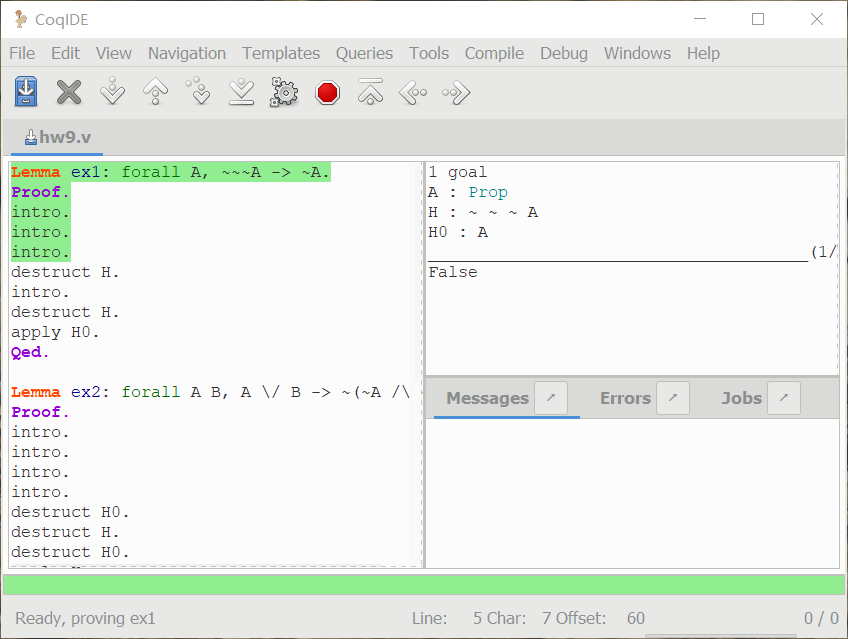 CoqIDE
File Edit View Navigation Templates Queries Tools Compile Debug Windows Help
hw9.v
Lemma ex1: forall A, ~~~A -> ~A.
Proof.
intro.
intro.
intro.
destruct H.
intro.
destruct H.
apply H0.
Qed.
Lemma ex2: forall A B, A \/ B -> ~(~A /\
Proof.
intro.
intro.
intro.
intro.
destruct H0.
destruct H.
destruct H0.
1 goal
A : Prop
H : ~ ~ ~ A
H0 : A
(1/
False
Messages Errors Jobs
Ready, proving ex1 Line: 5 Char: 7 Offset: 60 0 / 0